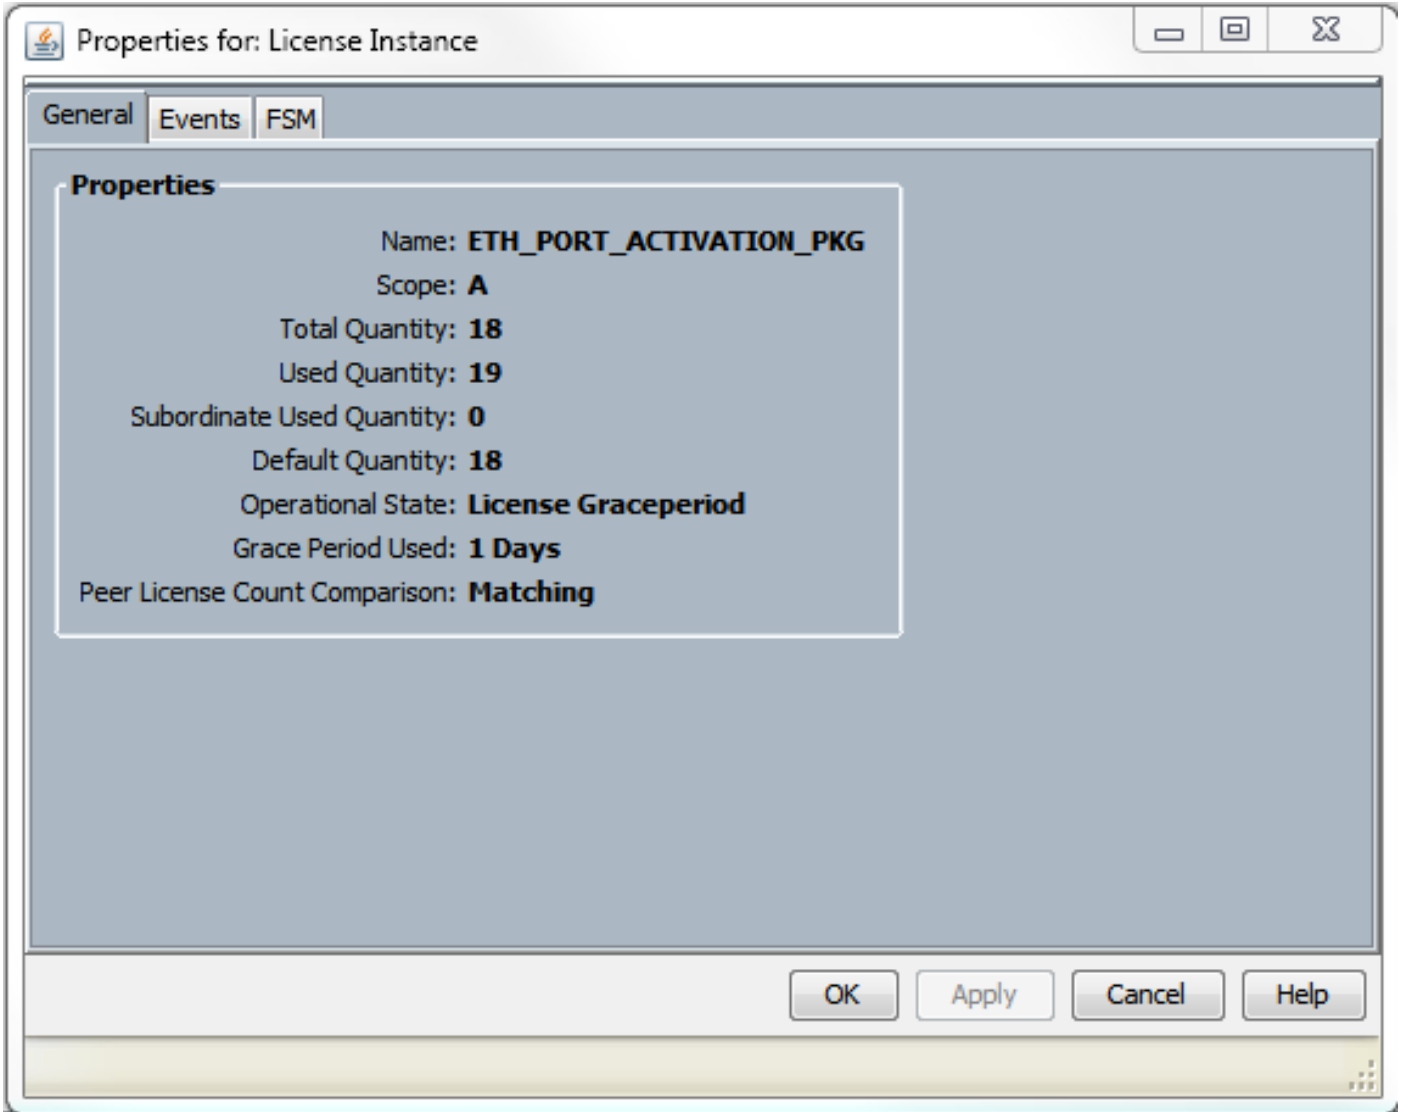 Properties for: License Instance
General Events FSM
Properties
Name: ETH_PORT_ACTIVATION_PKG
Scope: A
Total Quantity: 18
Used Quantity: 19
Subordinate Used Quantity: 0
Default Quantity: 18
Operational State: License Graceperiod
Grace Period Used: 1 Days
Peer License Count Comparison: Matching
OK Apply Cancel Help